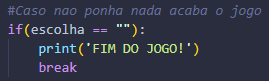 #Caso nao ponha nada acaba o jogo
if(escolha == ""):
    print('FIM DO JOGO!')
    break